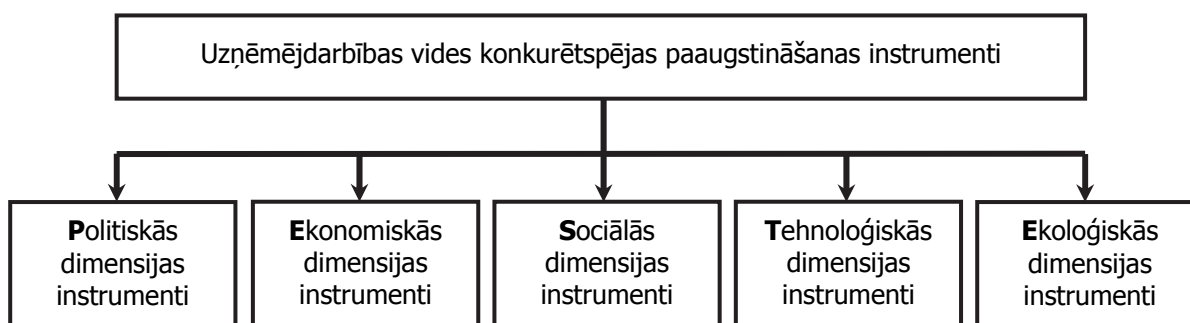 Uzņēmējdarbības vides konkurētspējas paaugstināšanas instrumenti
Politiskās
dimensijas
instrumenti
Ekonomiskās
dimensijas
instrumenti
Sociālās
dimensijas
instrumenti
Tehnoloģiskās
dimensijas
instrumenti
Ekoloģiskās
dimensijas
instrumenti